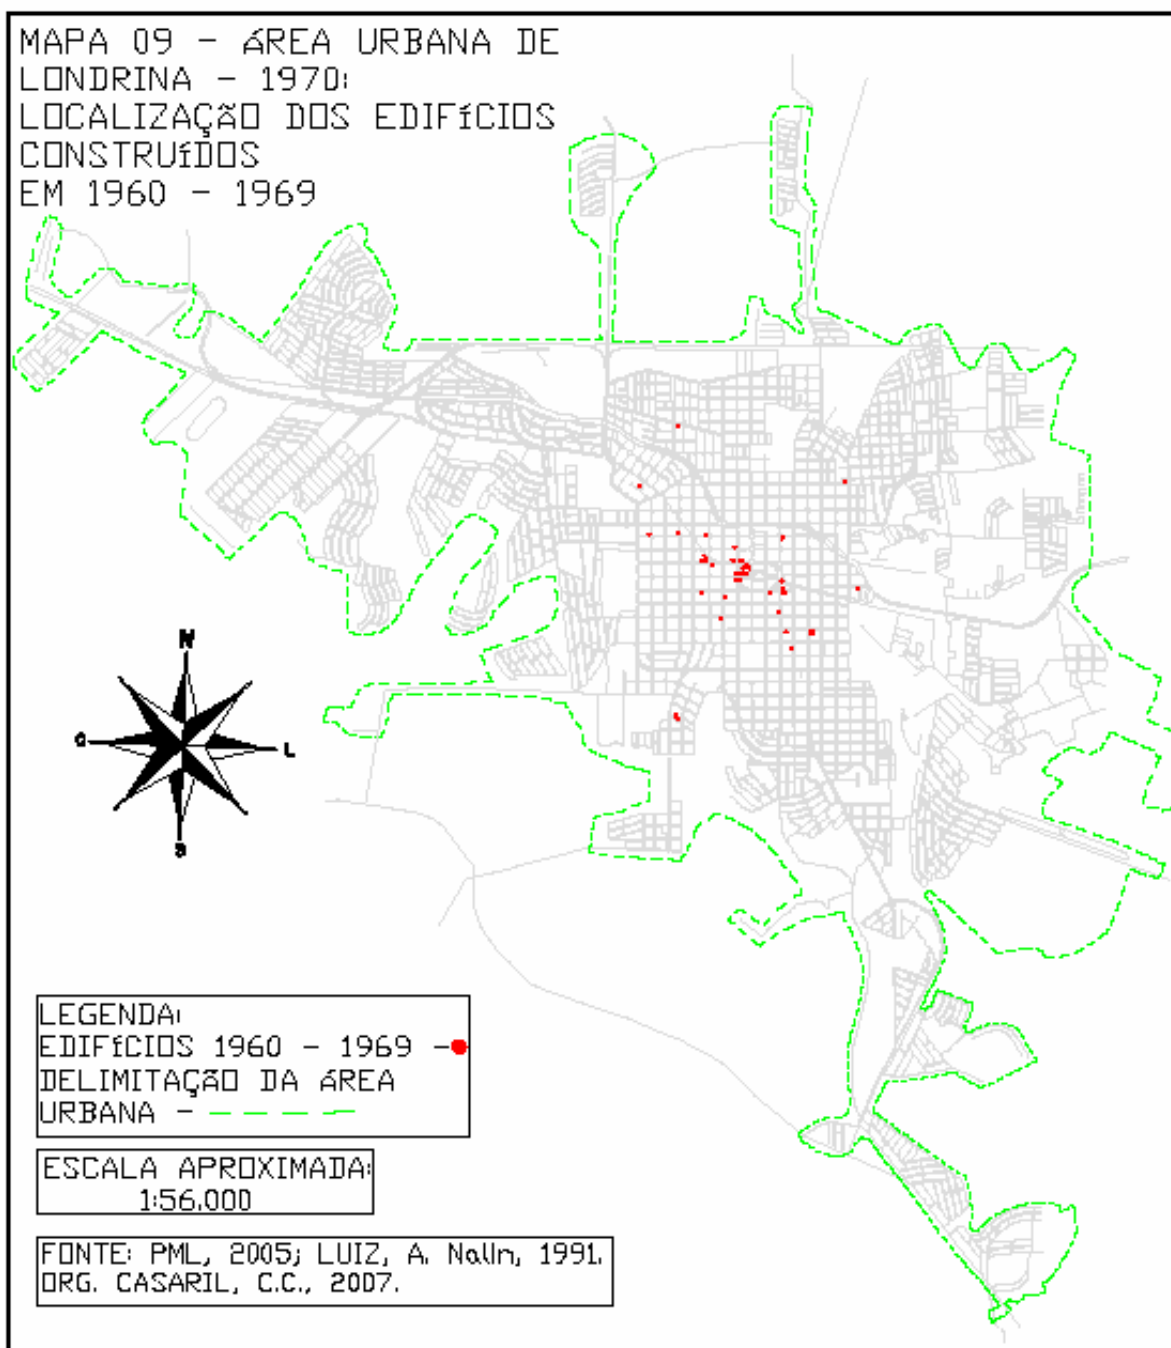 MAPA 09 - ÁREA URBANA DE
LONDRINA - 1970:
LOCALIZAÇÃO DOS EDIFíCIOS
CONSTRUíDOS
EM 1960 - 1969
N
O
L
S
LEGENDA:
EDIFíCIOS 1960 - 1969 -
DELIMITAÇÃO DA ÁREA
URBANA -
ESCALA APROXIMADA:
1:56.000
FONTE: PML, 2005; LUIZ, A. Nalin, 1991.
ORG. CASARIL, C.C., 2007.